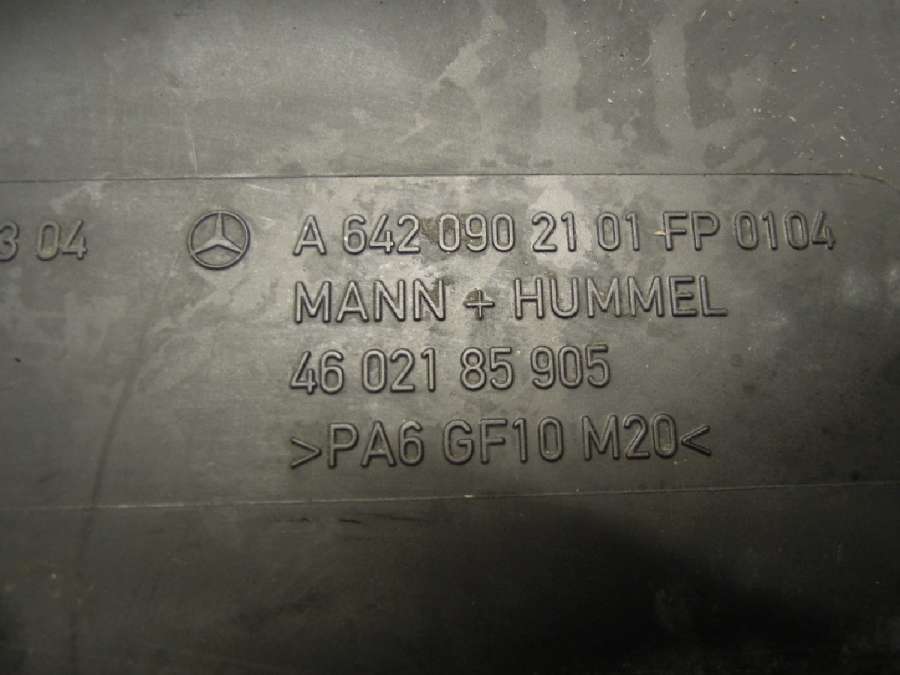 3 04 A 642 090 21 01 FP 0104
MANN + HUMMEL
46 021 85 905
>PA6 GF10 M20<